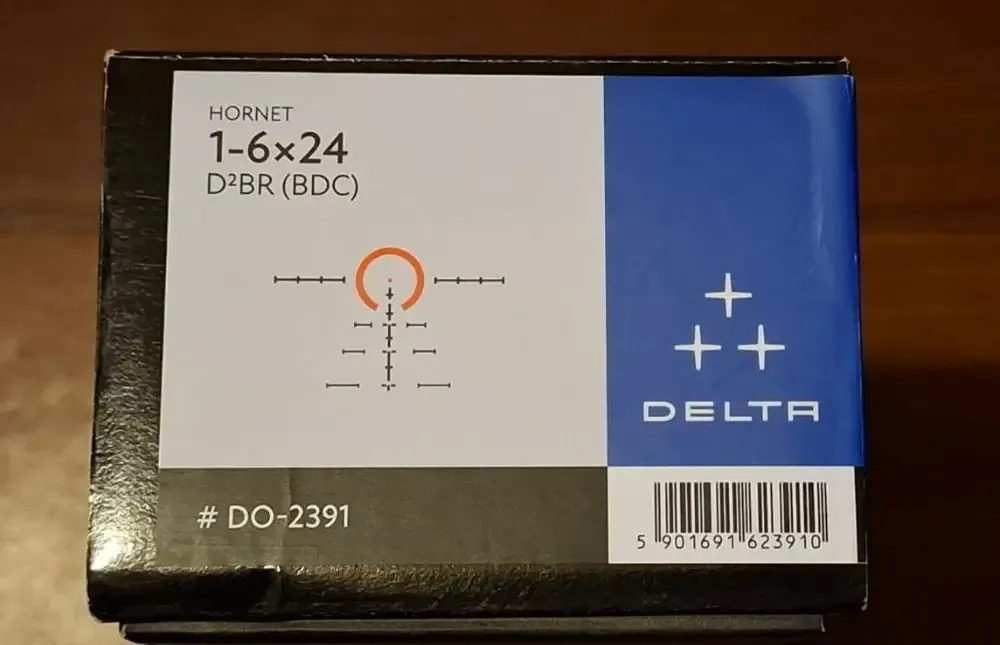 HORNET
1-6×24
D²BR (BDC)
DELTA
# DO-2391
5 901691 623910